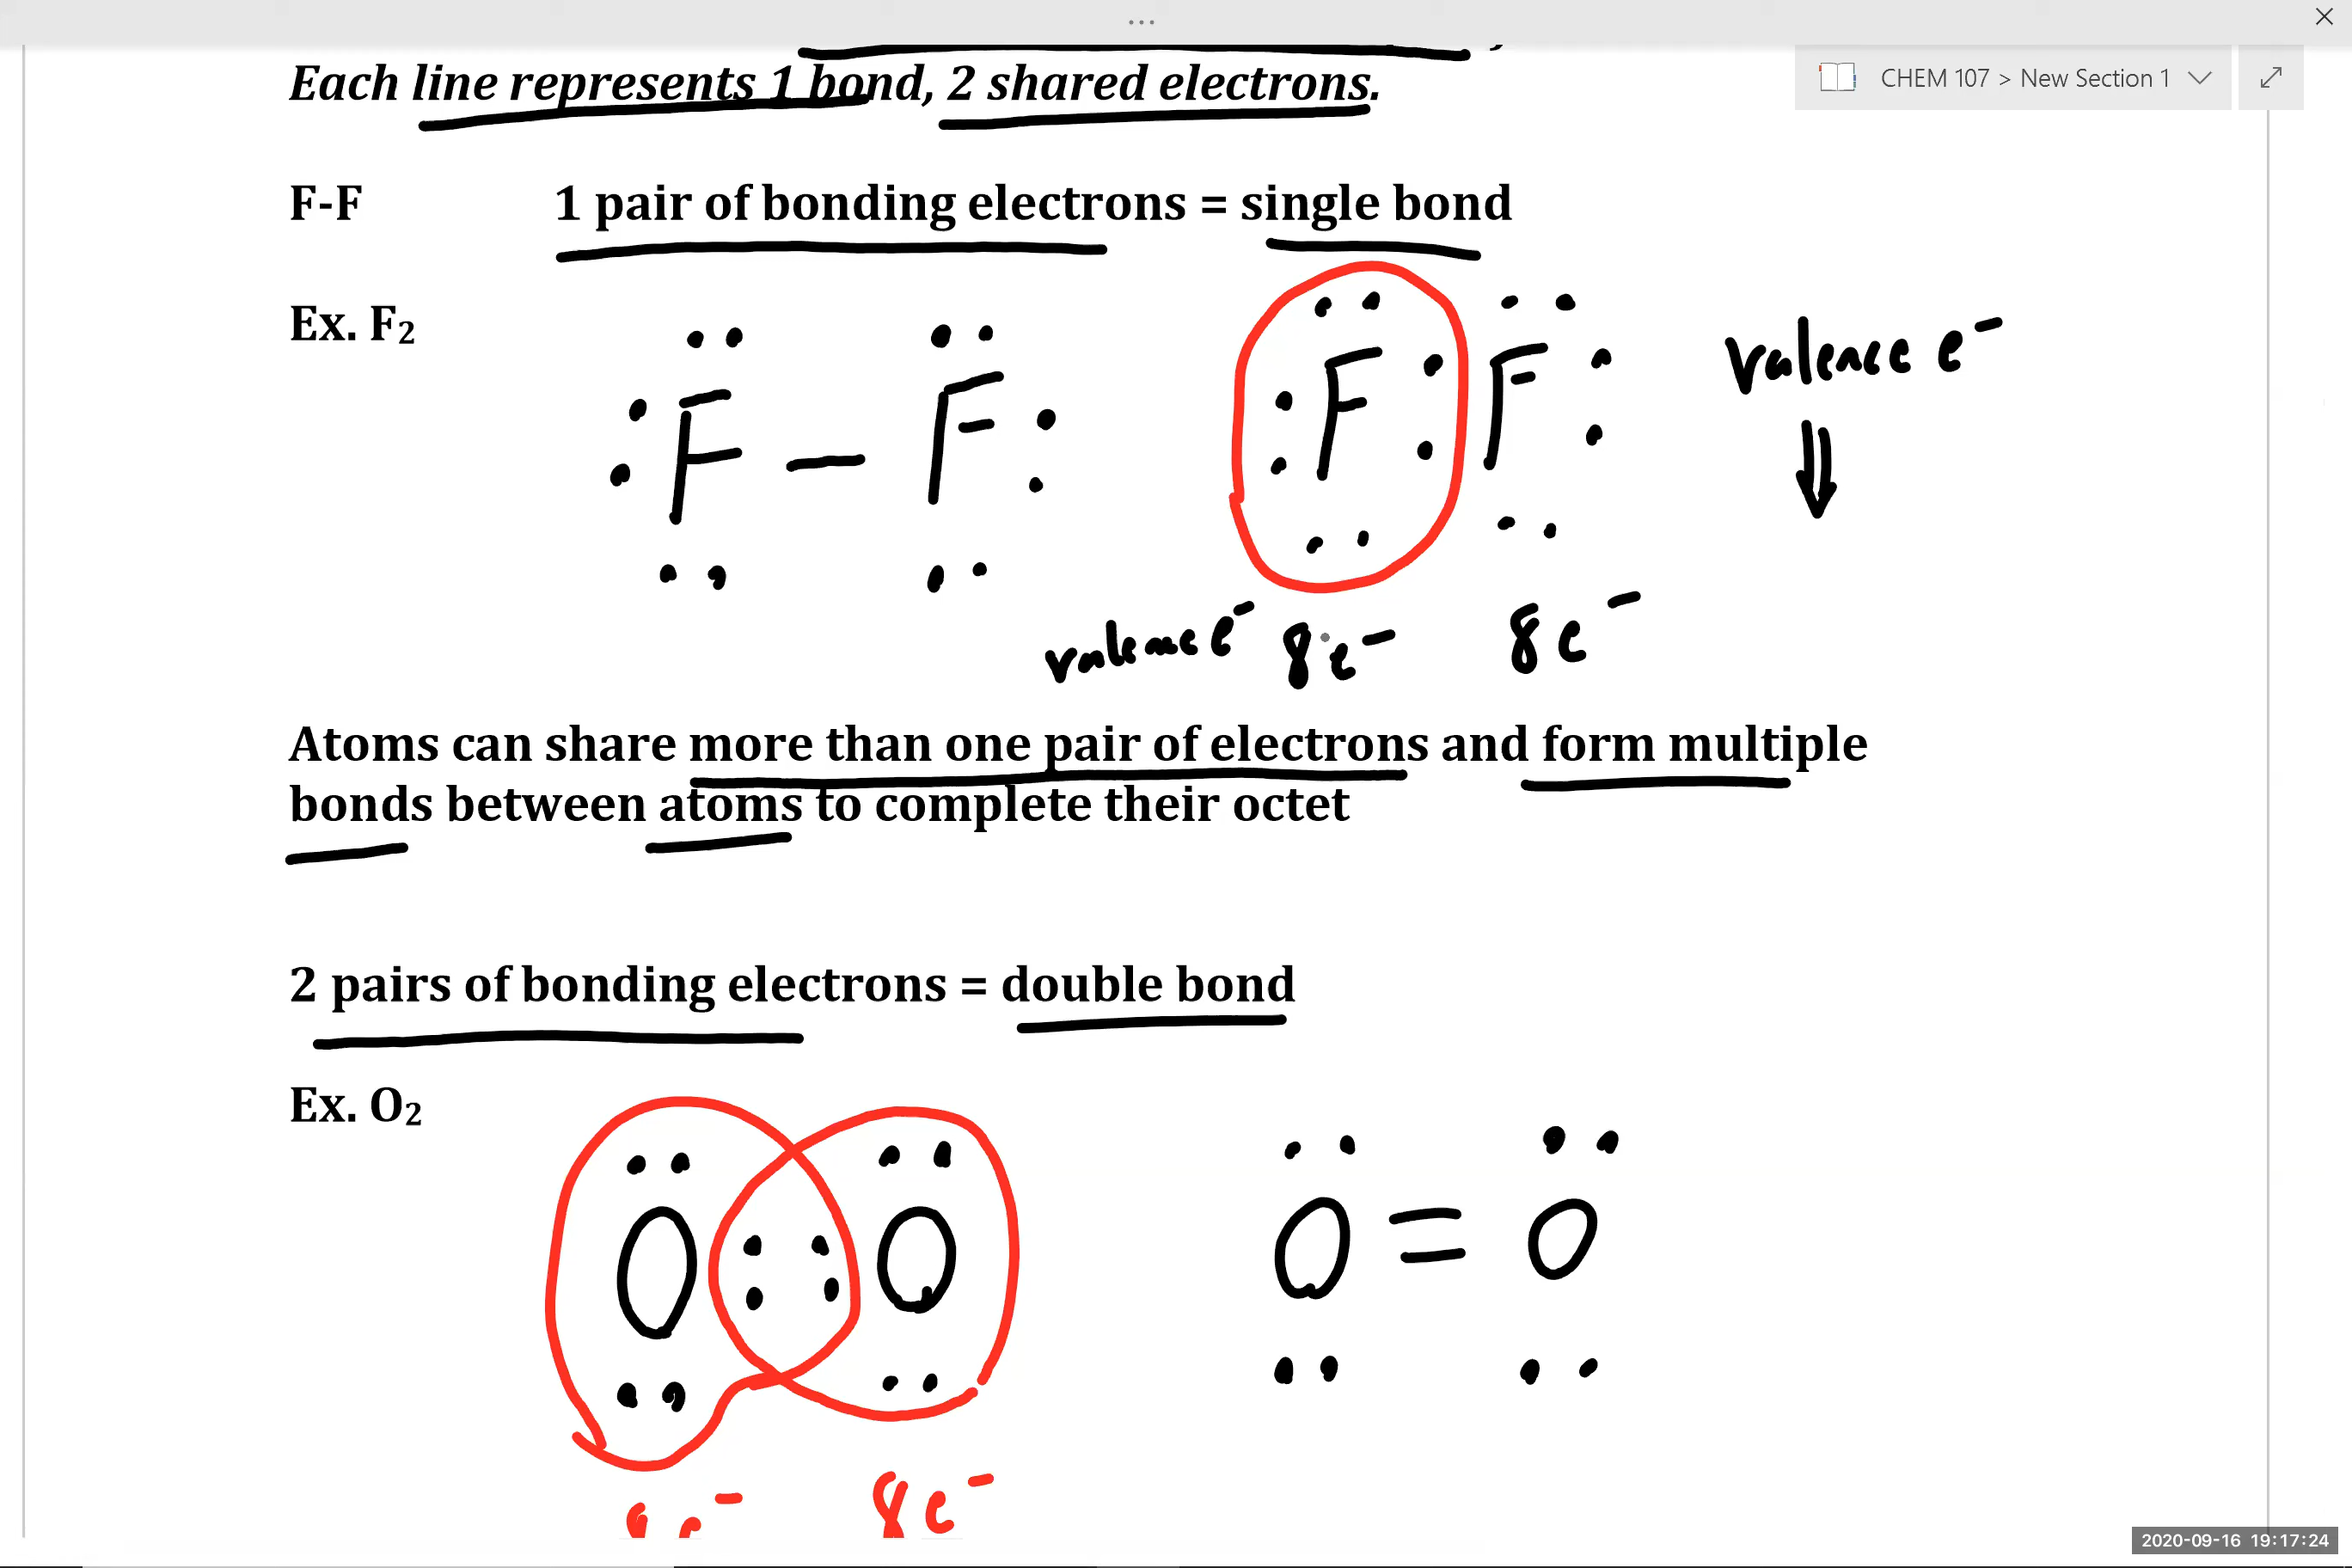 ...
Each line represents 1 bond, 2 shared electrons.
CHEM 107 > New Section 1
F-F 1 pair of bonding electrons = single bond
Ex. F₂
F – F
F F
valence e⁻
valence e⁻ 8e⁻ 8e⁻
Atoms can share more than one pair of electrons and form multiple
bonds between atoms to complete their octet
2 pairs of bonding electrons = double bond
Ex. O₂
O O
O = O
8e⁻
2020-09-16 19:17:24